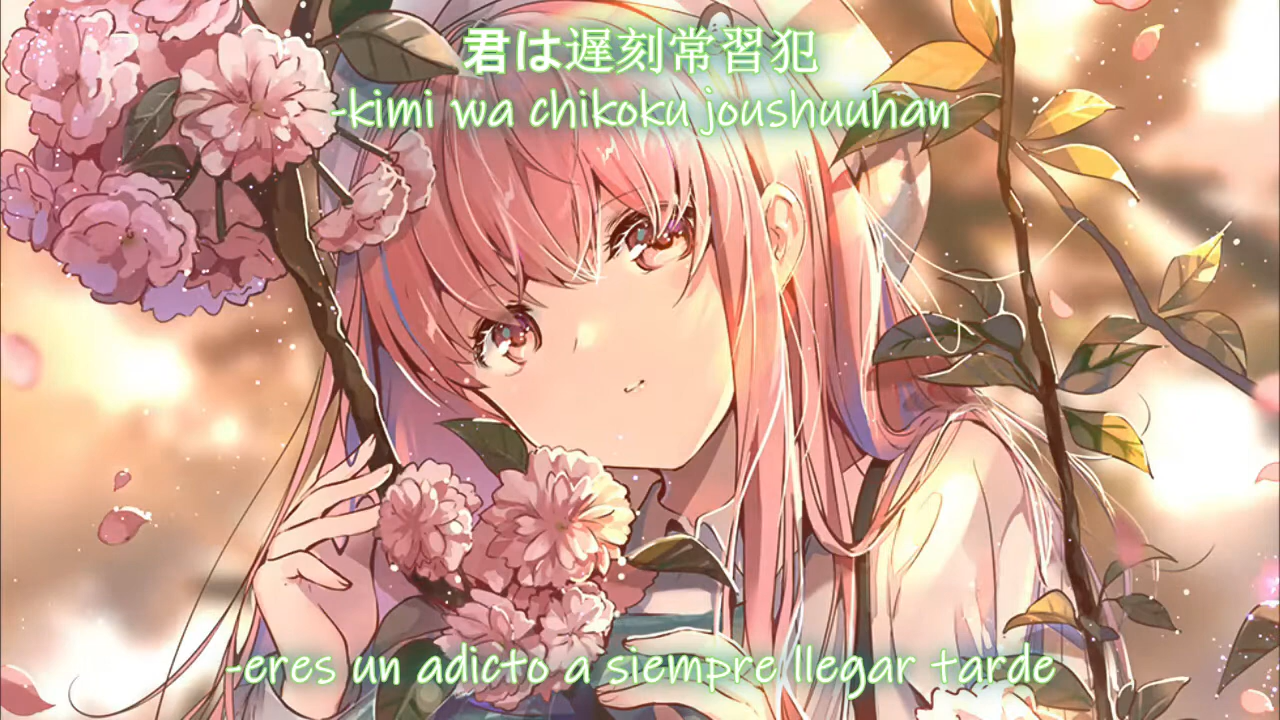 君は遅刻常習犯
-kimi wa chikoku joushuuhan
-eres un adicto a siempre llegar tarde